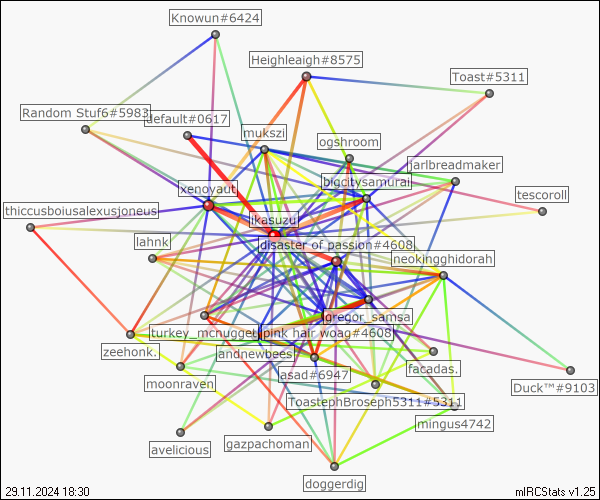 Knowun#6424
Heighleaigh#8575
Toast#5311
Random Stuf6#5983
default#0617
mukszi
ogshroom
jarlbreadmaker
xenoyaut
bigcitysamurai
tescoroll
thiccusboiusalexusjoneus
ikasuzu
lahnk
disaster of passion#4608
neokingghidorah
gregor_samsa
turkey_mcnugget
pink hair woag#4608
zeehonk.
andnewbees
asad#6947
facadas.
moonraven
Duck™#9103
ToastephBroseph5311#5311
mingus4742
avelicious
gazpachoman
doggerdig
29.11.2024 18:30
mIRCStats v1.25